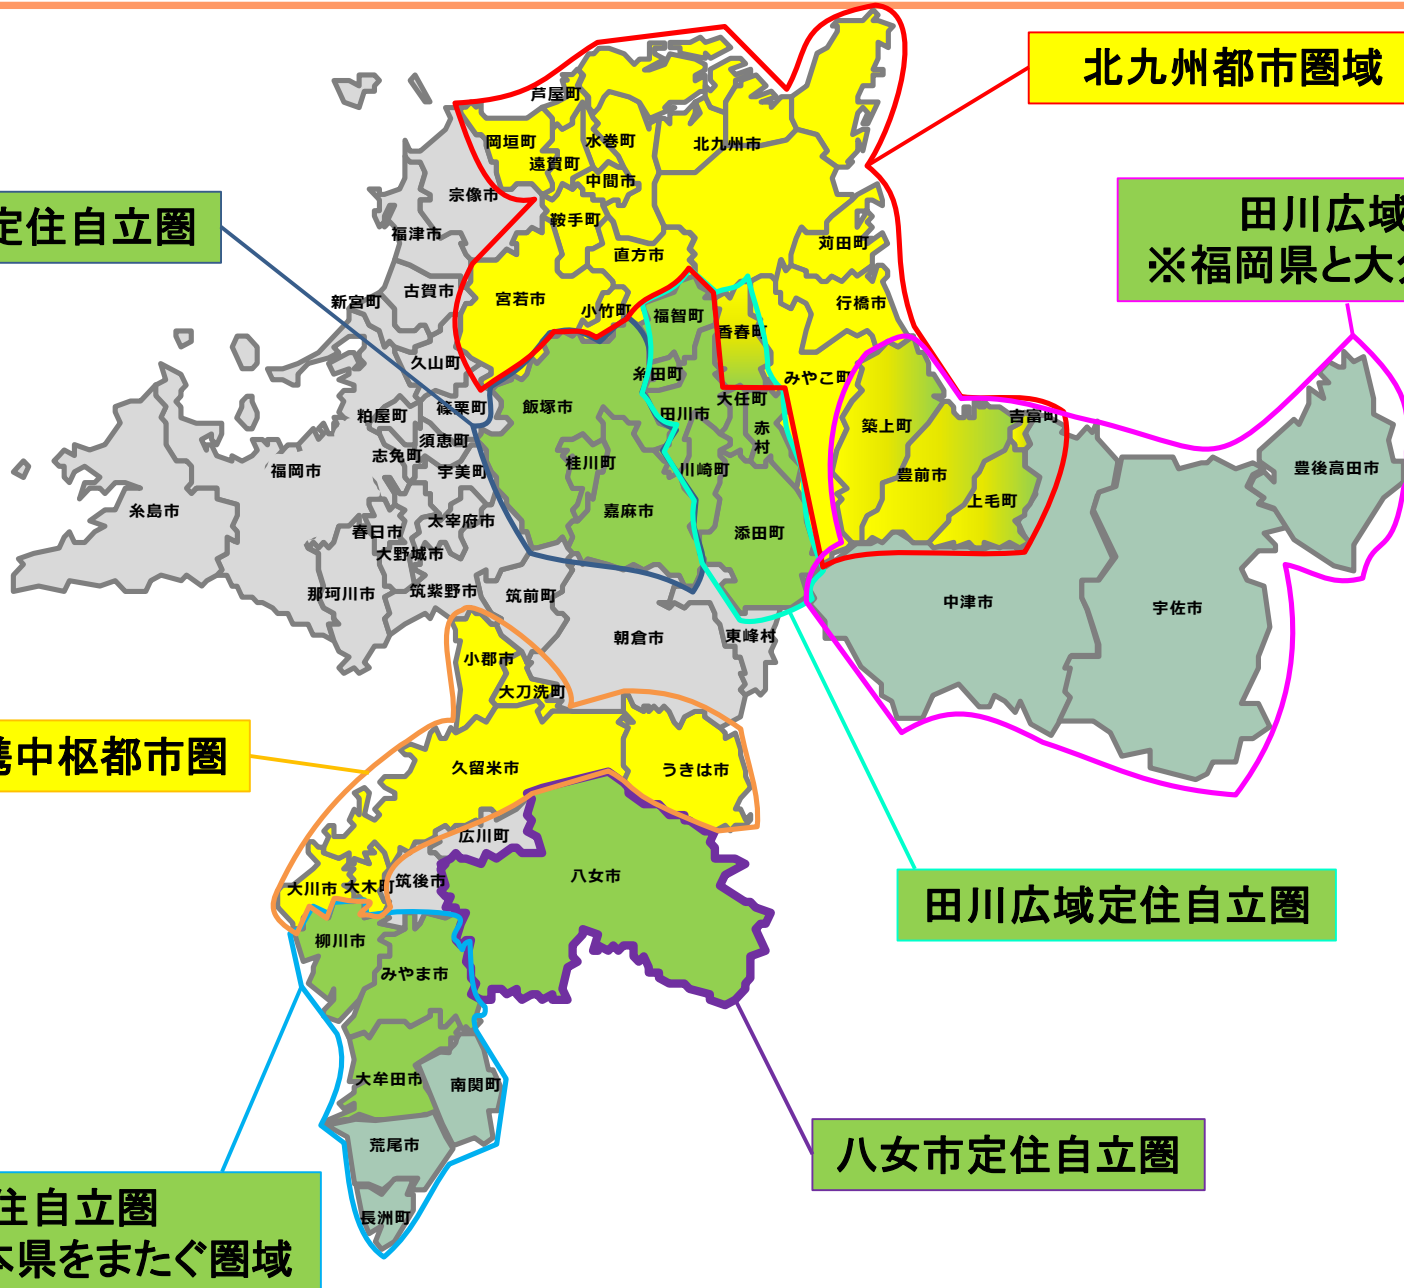 北九州都市圏域
芦屋町
岡垣町
水巻町
北九州市
遠賀町
中間市
宗像市
定住自立圏
田川広域
※福岡県と大分
鞍手町
福津市
苅田町
直方市
古賀市
宮若市
新宮町
行橋市
小竹町
福智町
香春町
久山町
糸田町
みやこ町
大任町
飯塚市
篠栗町
粕屋町
田川市
吉富町
築上町
赤村
須恵町
志免町
桂川町
川崎町
宇美町
福岡市
豊後高田市
豊前市
上毛町
糸島市
嘉麻市
太宰府市
春日市
添田町
大野城市
那珂川市
筑紫野市
筑前町
中津市
宇佐市
朝倉市
東峰村
小郡市
大刀洗町
携中枢都市圏
久留米市
うきは市
広川町
八女市
大川市
大木町
筑後市
田川広域定住自立圏
柳川市
みやま市
大牟田市
南関町
荒尾市
八女市定住自立圏
長洲町
住自立圏
本県をまたぐ圏域